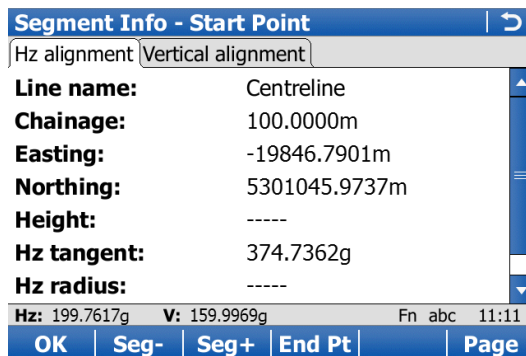 Segment Info - Start Point
Hz alignment Vertical alignment
Line name: Centreline
Chainage: 100.0000m
Easting: -19846.7901m
Northing: 5301045.9737m
Height: -----
Hz tangent: 374.7362g
Hz radius: -----
Hz: 199.7617g V: 159.9969g Fn abc 11:11
OK Seg- Seg+ End Pt Page